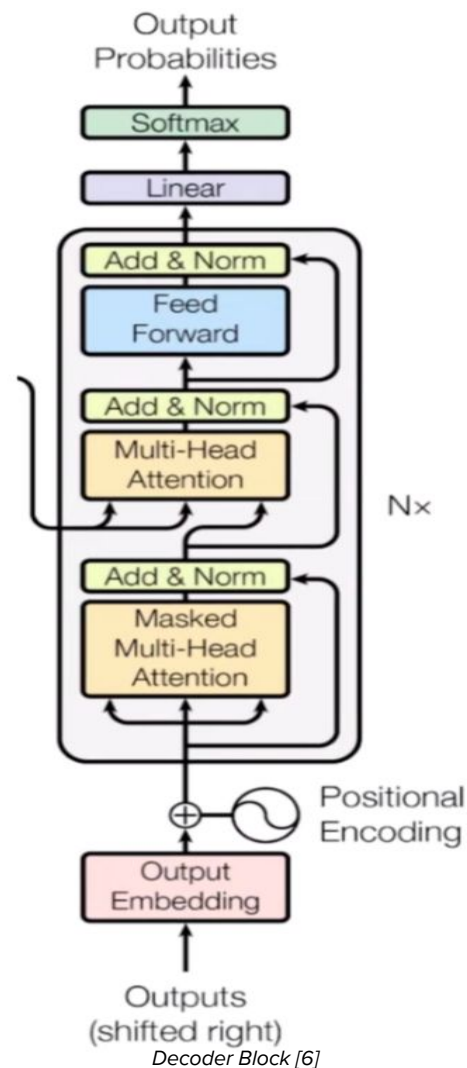 Output
Probabilities
Softmax
Linear
Add & Norm
Feed
Forward
Add & Norm
Multi-Head
Attention
N×
Add & Norm
Masked
Multi-Head
Attention
Positional
Encoding
Output
Embedding
Outputs
(shifted right)
Decoder Block [6]